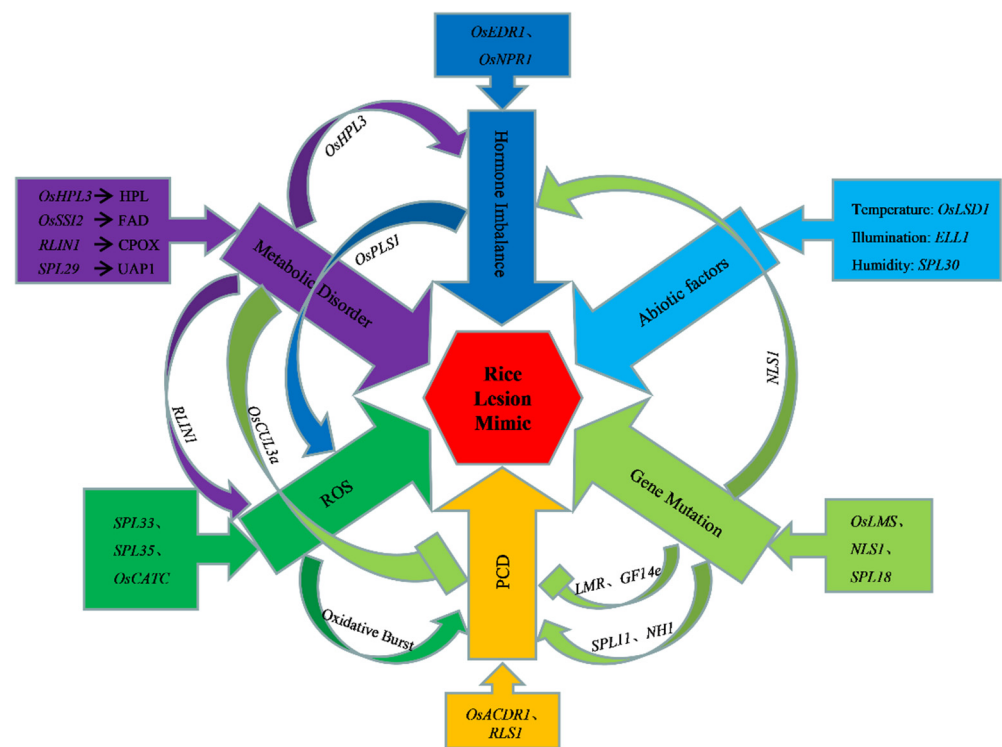 OsEDR1、
OsNPR1
Hormone Imbalance
OsHPL3
OsHPL3→HPL
OsSSI2→FAD
RLIN1→CPOX
SPL29→UAP1
Metabolic Disorder
OsPLS1
Temperature: OsLSD1
Illumination: ELL1
Humidity: SPL30
Abiotic factors
NLS1
Rice
Lesion
Mimic
RLIN1
OsCUL3a
ROS
SPL33、
SPL35、
OsCATC
Oxidative Burst
PCD
Gene Mutation
OsLMS、
NLS1、
SPL18
LMR、GF14e
SPL11、NH1
OsACDR1、
RLS1